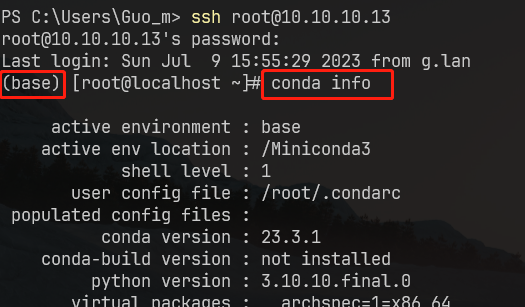 PS C:\Users\Guo_m> ssh root@10.10.10.13
root@10.10.10.13's password:
Last login: Sun Jul  9 15:55:29 2023 from g.lan
(base) [root@localhost ~]# conda info
active environment : base
active env location : /Miniconda3
shell level : 1
user config file : /root/.condarc
populated config files :
conda version : 23.3.1
conda-build version : not installed
python version : 3.10.10.final.0
virtual packages : __archspec=1=x86_64